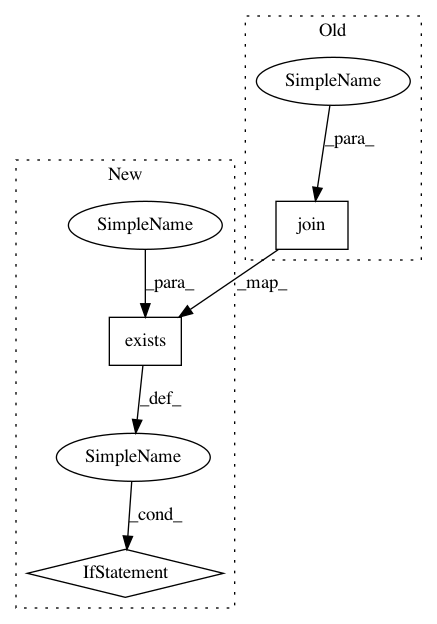 Old
SimpleName
_para_
New
SimpleName
join
_para_
_map_
exists
_def_
SimpleName
_cond_
IfStatement